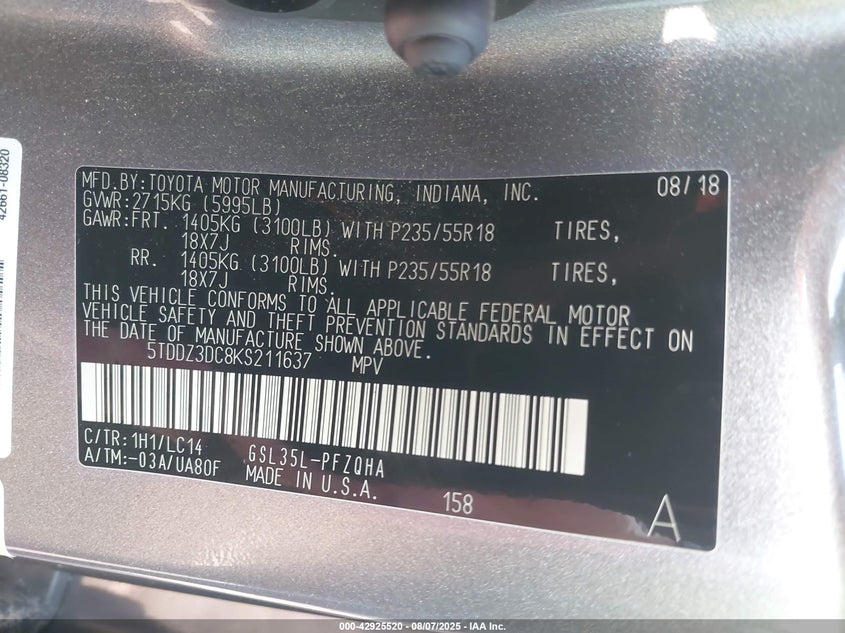 42661-08320
MFD.BY:TOYOTA MOTOR MANUFACTURING, INDIANA, INC. 08/18
GVWR:2715KG (5995LB)
GAWR:FRT. 1405KG (3100LB) WITH P235/55R18 TIRES,
18X7J RIMS.
RR. 1405KG (3100LB) WITH P235/55R18 TIRES,
18X7J RIMS.
THIS VEHICLE CONFORMS TO ALL APPLICABLE FEDERAL MOTOR
VEHICLE SAFETY AND THEFT PREVENTION STANDARDS IN EFFECT ON
THE DATE OF MANUFACTURE SHOWN ABOVE.
5TDDZ3DC8KS211637 MPV
C/TR:1H1/LC14 GSL35L-PFZQHA
A/TM:-03A/UA80F MADE IN U.S.A.
158 A
000-42925520 - 08/07/2025 - IAA Inc.